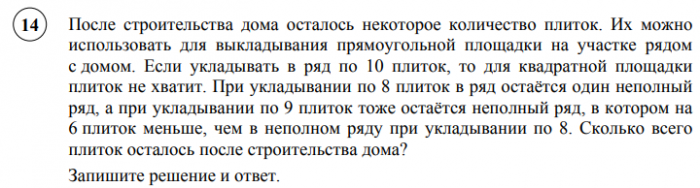 14 После строительства дома осталось некоторое количество плиток. Их можно
использовать для выкладывания прямоугольной площадки на участке рядом
с домом. Если укладывать в ряд по 10 плиток, то для квадратной площадки
плиток не хватит. При укладывании по 8 плиток в ряд остаётся один неполный
ряд, а при укладывании по 9 плиток тоже остаётся неполный ряд, в котором на
6 плиток меньше, чем в неполном ряду при укладывании по 8. Сколько всего
плиток осталось после строительства дома?
Запишите решение и ответ.